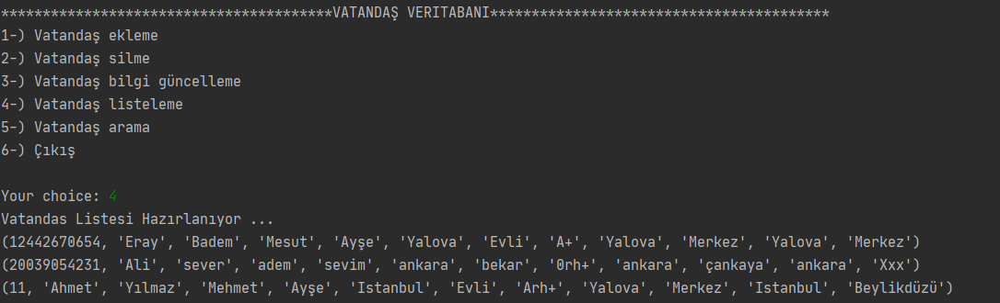 ****************************************VATANDAŞ VERITABANI*****************************************
1-) Vatandaş ekleme
2-) Vatandaş silme
3-) Vatandaş bilgi güncelleme
4-) Vatandaş listeleme
5-) Vatandaş arama
6-) Çıkış
Your choice: 4
Vatandas Listesi Hazırlanıyor ...
(12442670654, 'Eray', 'Badem', 'Mesut', 'Ayşe', 'Yalova', 'Evli', 'A+', 'Yalova', 'Merkez', 'Yalova', 'Merkez')
(20039054231, 'Ali', 'sever', 'adem', 'sevim', 'ankara', 'bekar', '0rh+', 'ankara', 'çankaya', 'ankara', 'Xxx')
(11, 'Ahmet', 'Yılmaz', 'Mehmet', 'Ayşe', 'Istanbul', 'Evli', 'Arh+', 'Yalova', 'Merkez', 'Istanbul', 'Beylikdüzü')